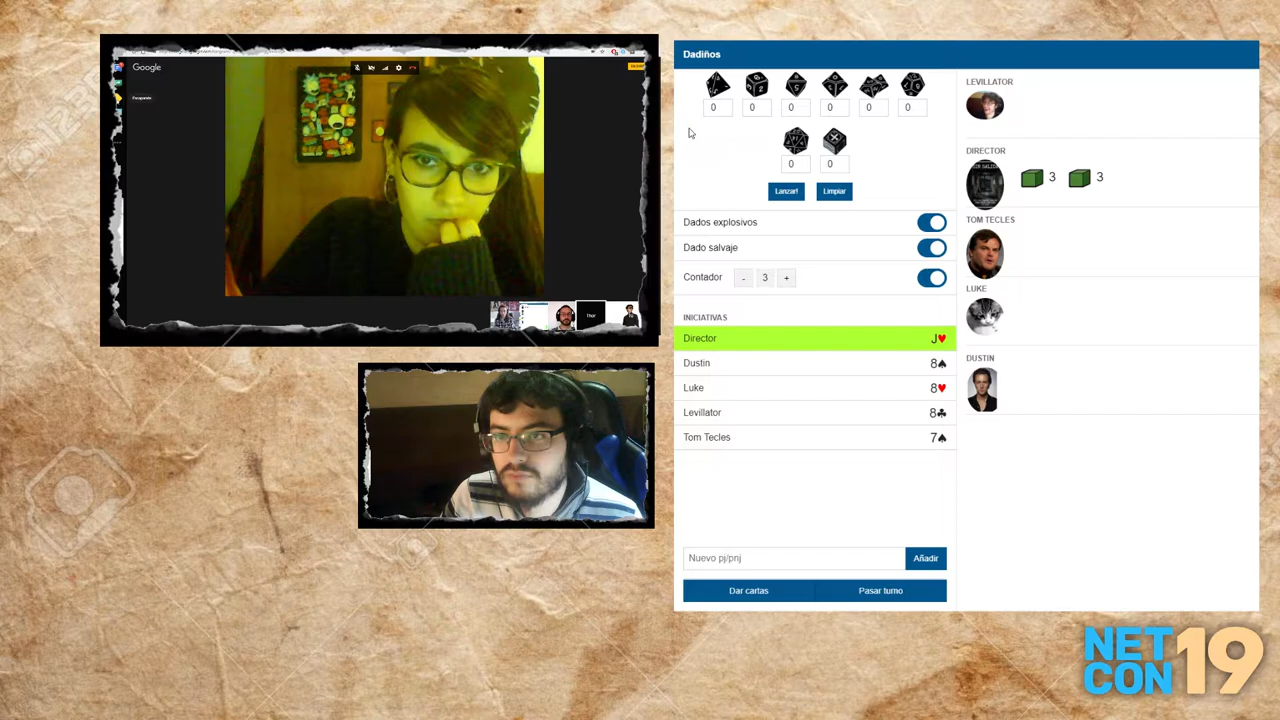 Google
Dadiños
0 0 0 0 0 0
0 0
Lanzar!
Limpiar
Dados explosivos
Dado salvaje
Contador - 3 +
INICIATIVAS
Director J♥
Dustin 8♠
Luke 8♥
Levillator 8♣
Tom Tecles 7♠
Nuevo pj/pnj
Añadir
Dar cartas
Pasar turno
LEVILLATOR
DIRECTOR
3 3
TOM TECLES
LUKE
DUSTIN
NET
CON
19